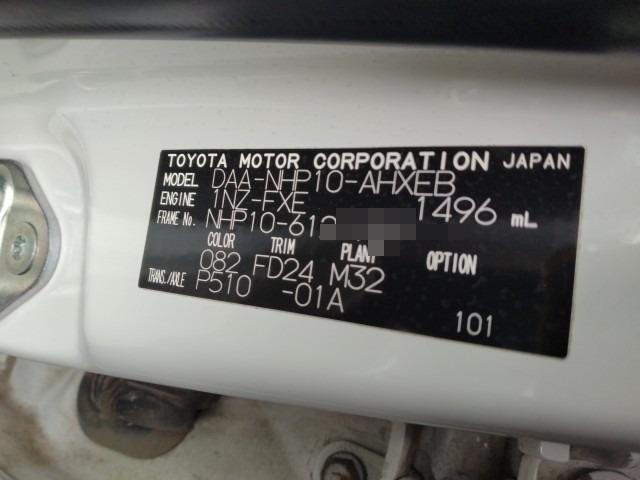 TOYOTA MOTOR CORPORATION JAPAN
MODEL DAA-NHP10-AHXEB
ENGINE 1NZ-FXE 1496 mL
FRAME No. NHP10-612
COLOR TRIM PLANT OPTION
082 FD24 M32
TRANS./AXLE P510 -01A
101